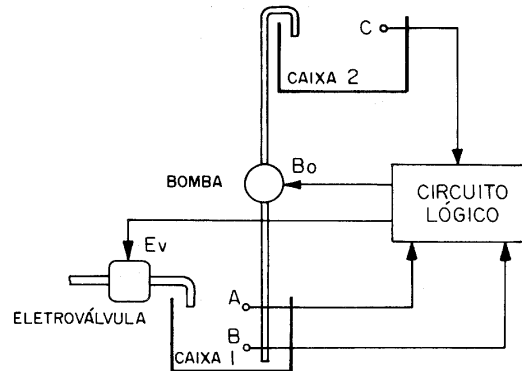 C
CAIXA 2
BOMBA
Bo
CIRCUITO
LÓGICO
Ev
ELETROVÁLVULA
A
B
CAIXA 1